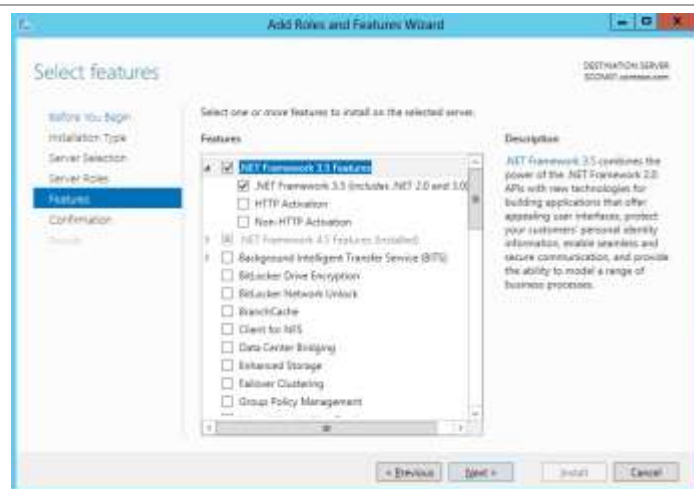 Add Roles and Features Wizard
Select features
DESTINATION SERVER
Before You Begin
Installation Type
Server Selection
Server Roles
Features
Confirmation
Results
Select one or more features to install on the selected server.
Features
.NET Framework 3.5 Features
.NET Framework 3.5 (includes .NET 2.0 and 3.0)
HTTP Activation
Non-HTTP Activation
.NET Framework 4.5 Features (Installed)
Background Intelligent Transfer Service (BITS)
BitLocker Drive Encryption
BitLocker Network Unlock
BranchCache
Client for NFS
Data Center Bridging
Enhanced Storage
Failover Clustering
Group Policy Management
Description
.NET Framework 3.5 combines the
power of the .NET Framework 2.0
APIs with new technologies for
building applications that offer
appealing user interfaces, protect
your customers' personal identity
information, enable seamless and
secure communication, and provide
the ability to model a range of
business processes.
< Previous
Next >
Install
Cancel